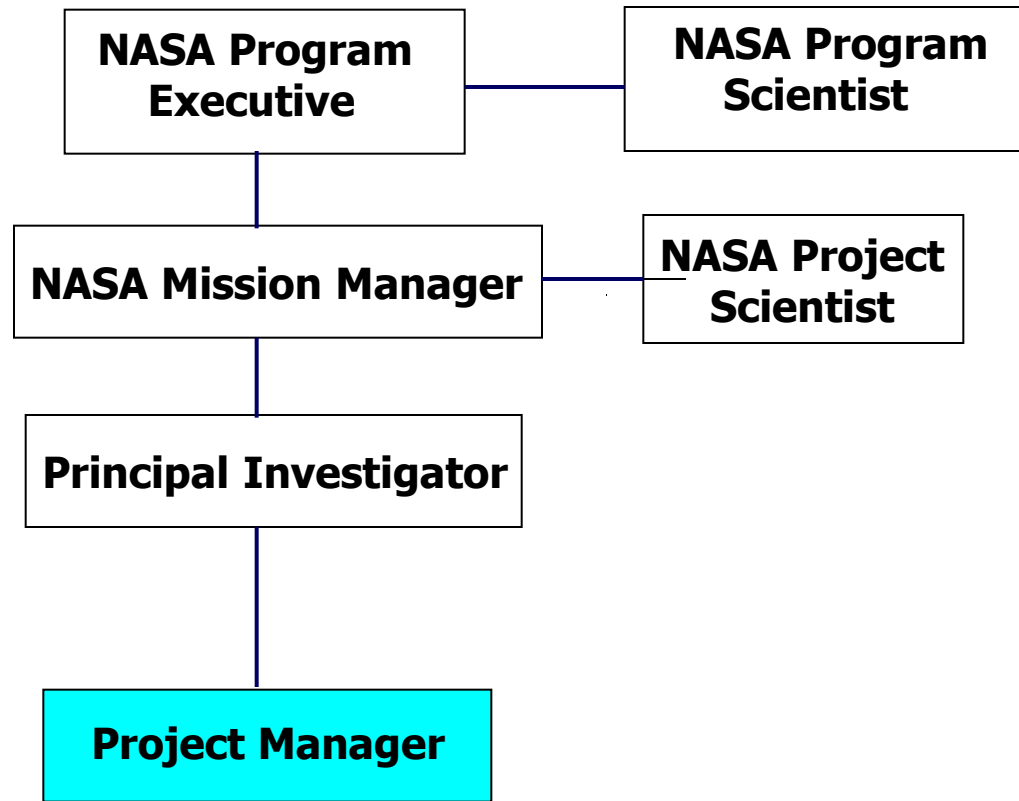 NASA Program
Executive
NASA Program
Scientist
NASA Mission Manager
NASA Project
Scientist
Principal Investigator
Project Manager